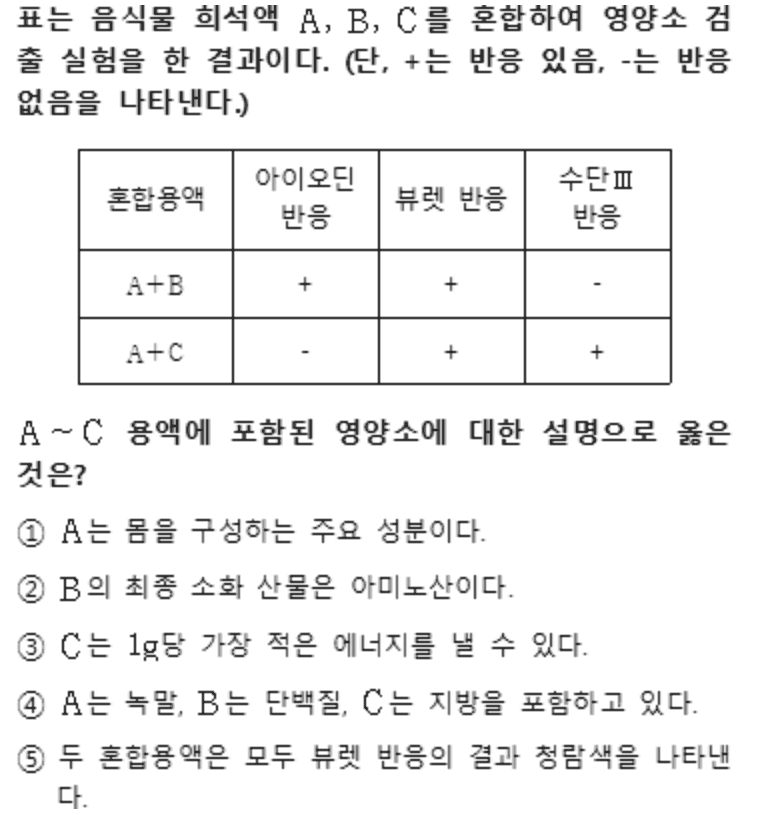 표는 음식물 희석액 A, B, C를 혼합하여 영양소 검
출 실험을 한 결과이다. (단, +는 반응 있음, -는 반응
없음을 나타낸다.)
혼합용액 아이오딘 반응 뷰렛 반응 수단Ⅲ 반응
A+B + + -
A+C - + +
A ~ C 용액에 포함된 영양소에 대한 설명으로 옳은
것은?
① A는 몸을 구성하는 주요 성분이다.
② B의 최종 소화 산물은 아미노산이다.
③ C는 1g당 가장 적은 에너지를 낼 수 있다.
④ A는 녹말, B는 단백질, C는 지방을 포함하고 있다.
⑤ 두 혼합용액은 모두 뷰렛 반응의 결과 청람색을 나타낸
다.